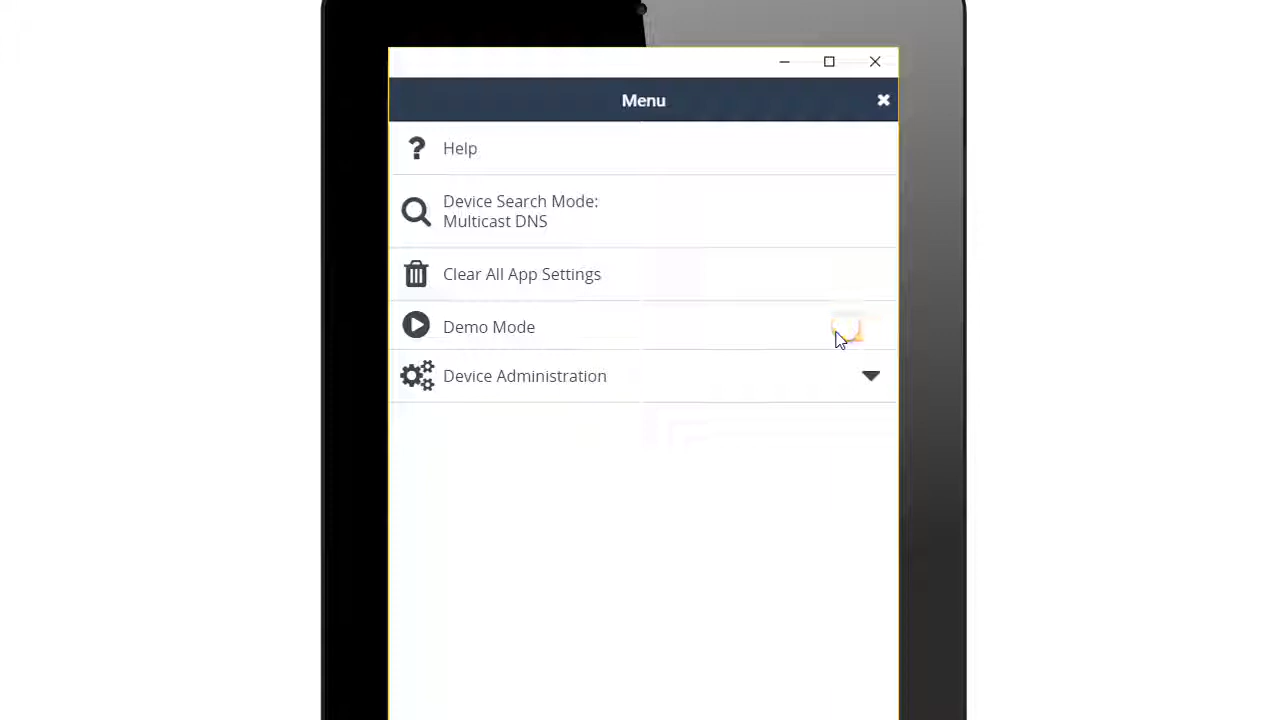 Menu
Help
Device Search Mode:
Multicast DNS
Clear All App Settings
Demo Mode
Device Administration